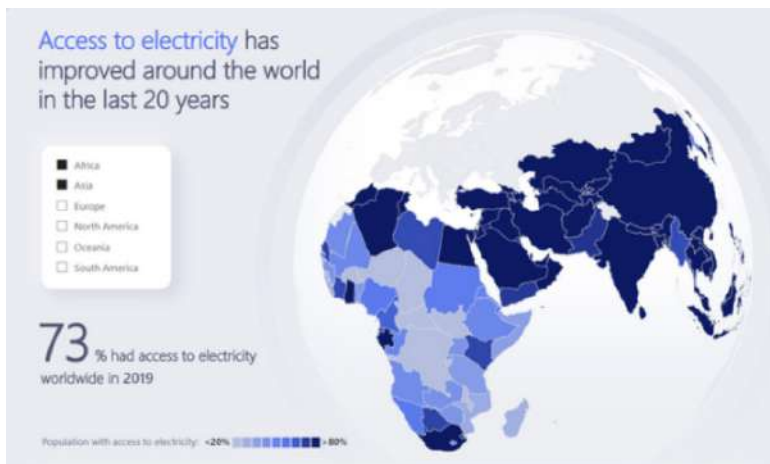 Access to electricity has
improved around the world
in the last 20 years
Africa
Asia
Europe
North America
Oceania
South America
73 % had access to electricity
worldwide in 2019
Population with access to electricity: <20% >80%